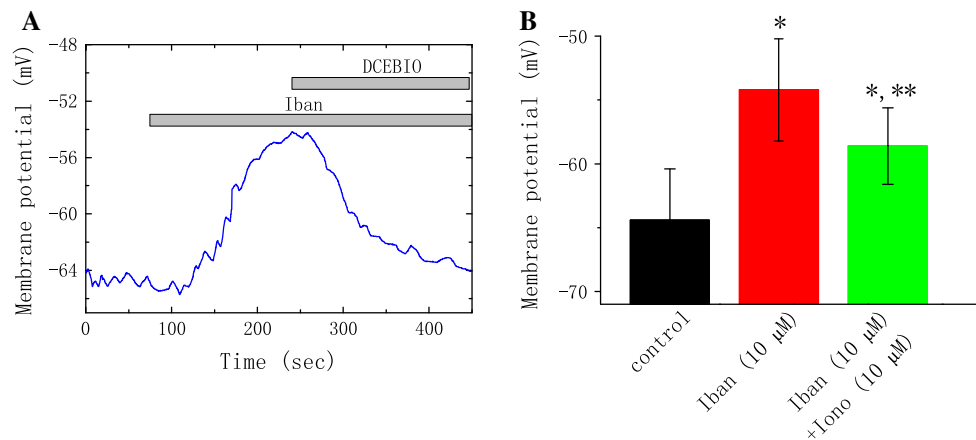 A
Membrane potential (mV)
-48
-52
-56
-60
-64
DCEBIO
Iban
0
100
200
300
400
Time (sec)
B
Membrane potential (mV)
-50
-60
-70
*
*, **
control
Iban (10 μM)
Iban (10 μM)
+Iono (10 μM)